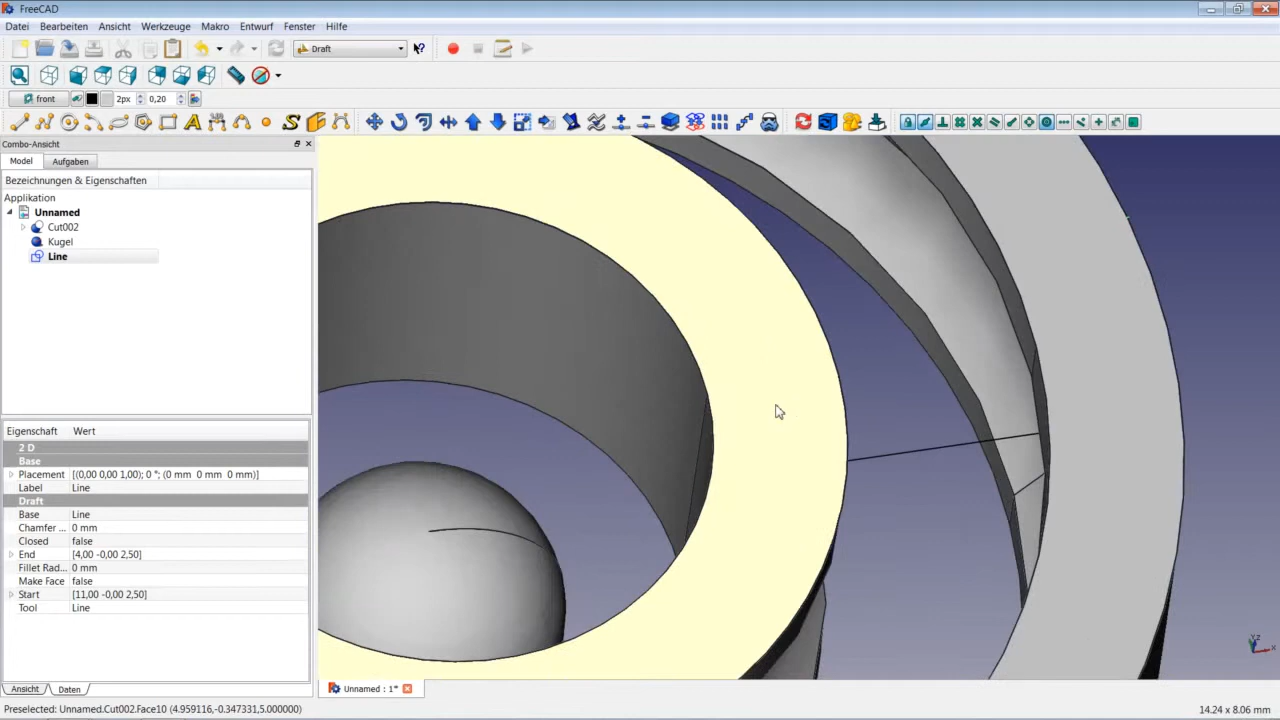 FreeCAD
Datei Bearbeiten Ansicht Werkzeuge Makro Entwurf Fenster Hilfe
Draft
front 2px 0,20
Combo-Ansicht
Model Aufgaben
Bezeichnungen & Eigenschaften
Applikation
Unnamed
Cut002
Kugel
Line
Eigenschaft Wert
2 D
Base
Placement [(0,00 0,00 1,00); 0 °; (0 mm 0 mm 0 mm)]
Label Line
Draft
Base Line
Chamfer ... 0 mm
Closed false
End [4,00 -0,00 2,50]
Fillet Rad... 0 mm
Make Face false
Start [11,00 -0,00 2,50]
Tool Line
Ansicht Daten
Unnamed : 1*
Preselected: Unnamed.Cut002.Face10 (4.959116,-0.347331,5.000000)
14.24 x 8.06 mm